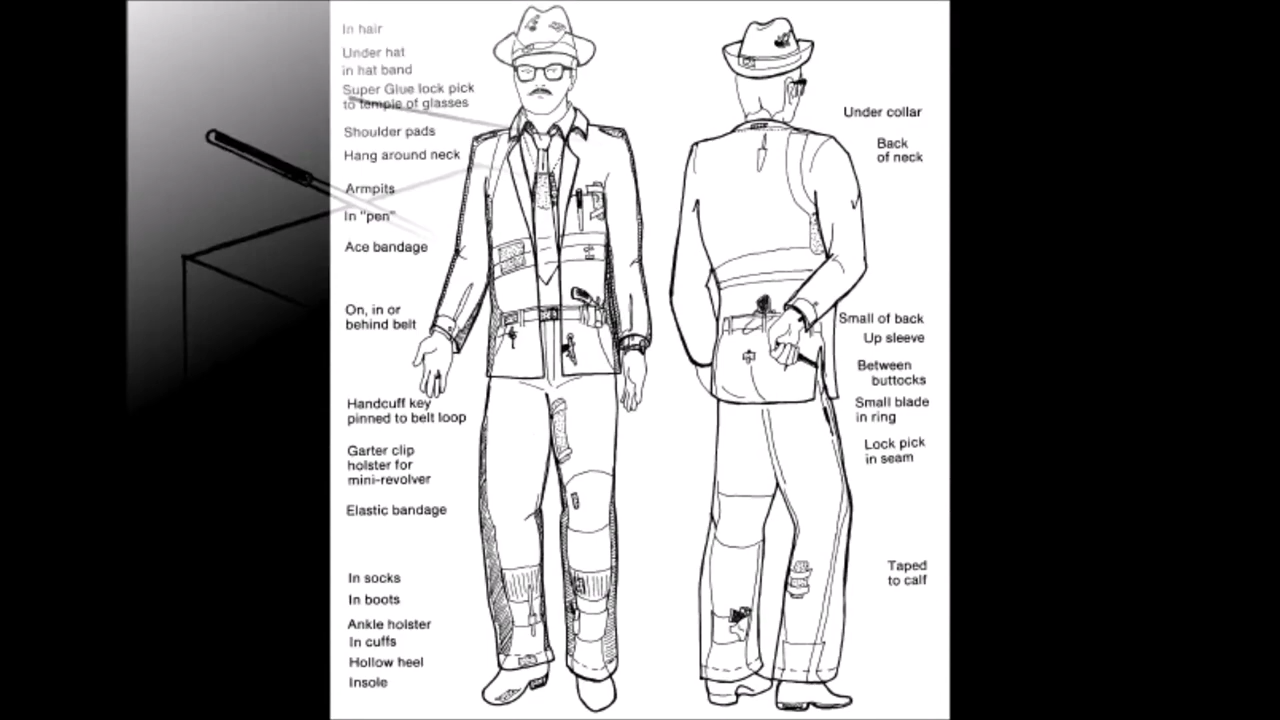 In hair
Under hat
in hat band
Super Glue lock pick
to temple of glasses
Shoulder pads
Hang around neck
Armpits
In "pen"
Ace bandage
On, in or
behind belt
Handcuff key
pinned to belt loop
Garter clip
holster for
mini-revolver
Elastic bandage
In socks
In boots
Ankle holster
In cuffs
Hollow heel
Insole
Under collar
Back
of neck
Small of back
Up sleeve
Between
buttocks
Small blade
in ring
Lock pick
in seam
Taped
to calf